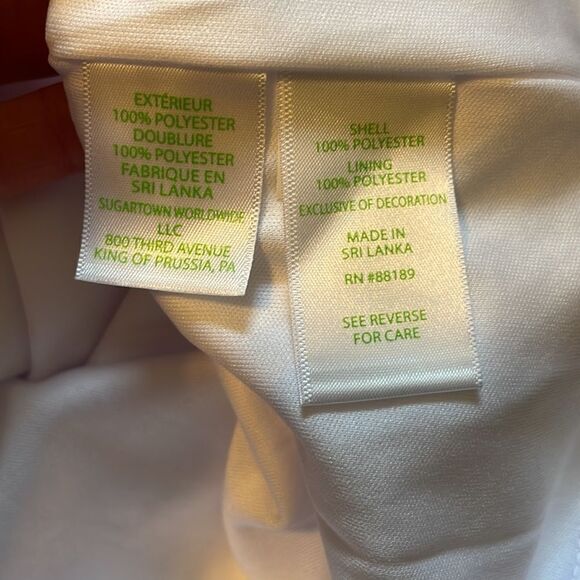 EXTÉRIEUR
100% POLYESTER
DOUBLURE
100% POLYESTER
FABRIQUE EN
SRI LANKA
SUGARTOWN WORLDWIDE
LLC
800 THIRD AVENUE
KING OF PRUSSIA, PA
SHELL
100% POLYESTER
LINING
100% POLYESTER
EXCLUSIVE OF DECORATION
MADE IN
SRI LANKA
RN #88189
SEE REVERSE
FOR CARE